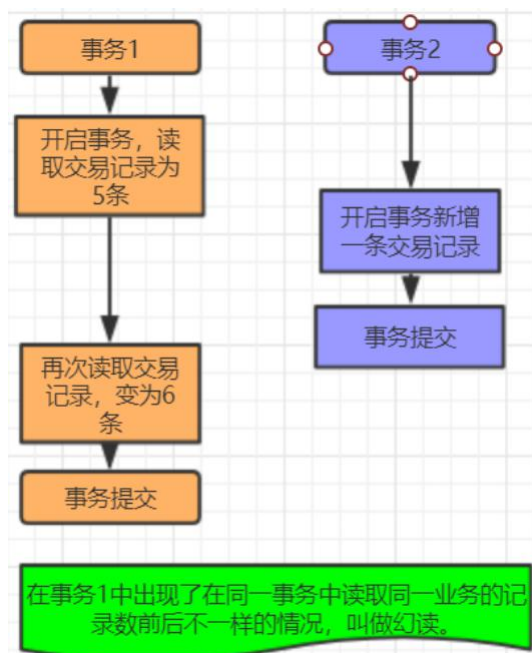 事务1
开启事务，读
取交易记录为
5条
再次读取交易
记录，变为6
条
事务提交
事务2
开启事务新增
一条交易记录
事务提交
在事务1中出现了在同一事务中读取同一业务的记
录数前后不一样的情况，叫做幻读。